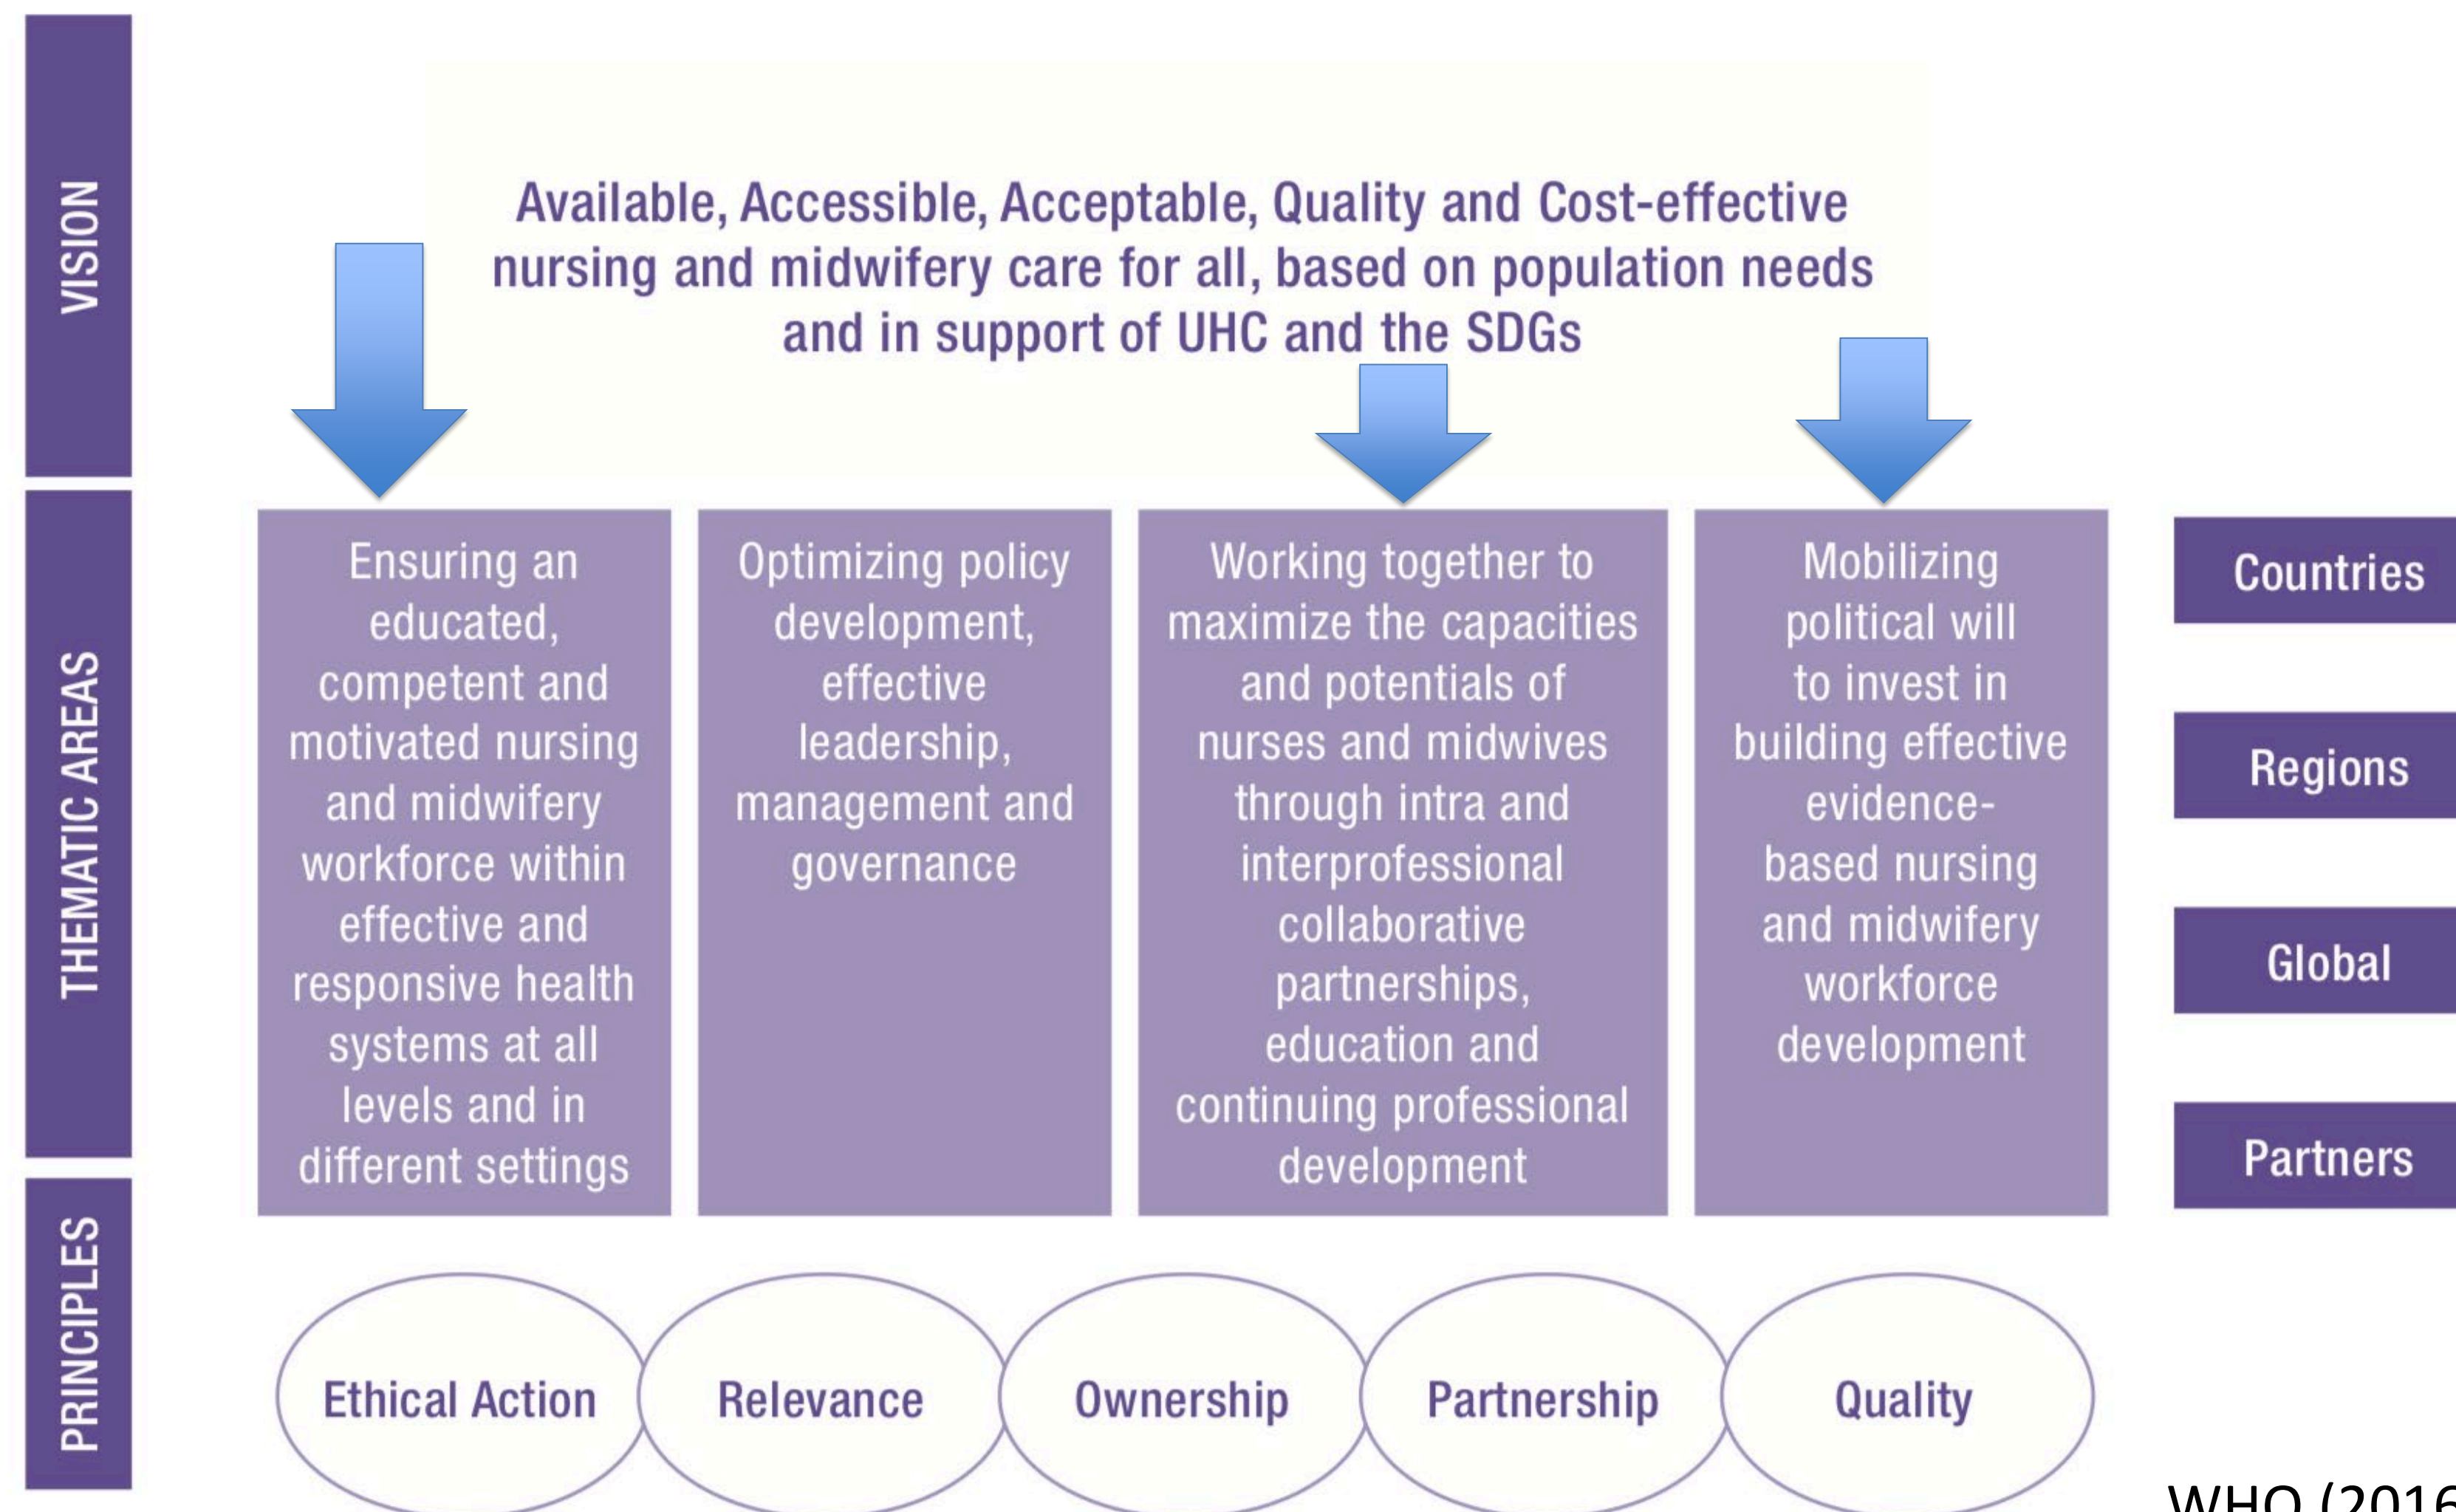 VISION
Available, Accessible, Acceptable, Quality and Cost-effective
nursing and midwifery care for all, based on population needs
and in support of UHC and the SDGs
THEMATIC AREAS
Ensuring an
educated,
competent and
motivated nursing
and midwifery
workforce within
effective and
responsive health
systems at all
levels and in
different settings
Optimizing policy
development,
effective
leadership,
management and
governance
Working together to
maximize the capacities
and potentials of
nurses and midwives
through intra and
interprofessional
collaborative
partnerships,
education and
continuing professional
development
Mobilizing
political will
to invest in
building effective
evidence-
based nursing
and midwifery
workforce
development
Countries
Regions
Global
Partners
PRINCIPLES
Ethical Action
Relevance
Ownership
Partnership
Quality
WHO (2016